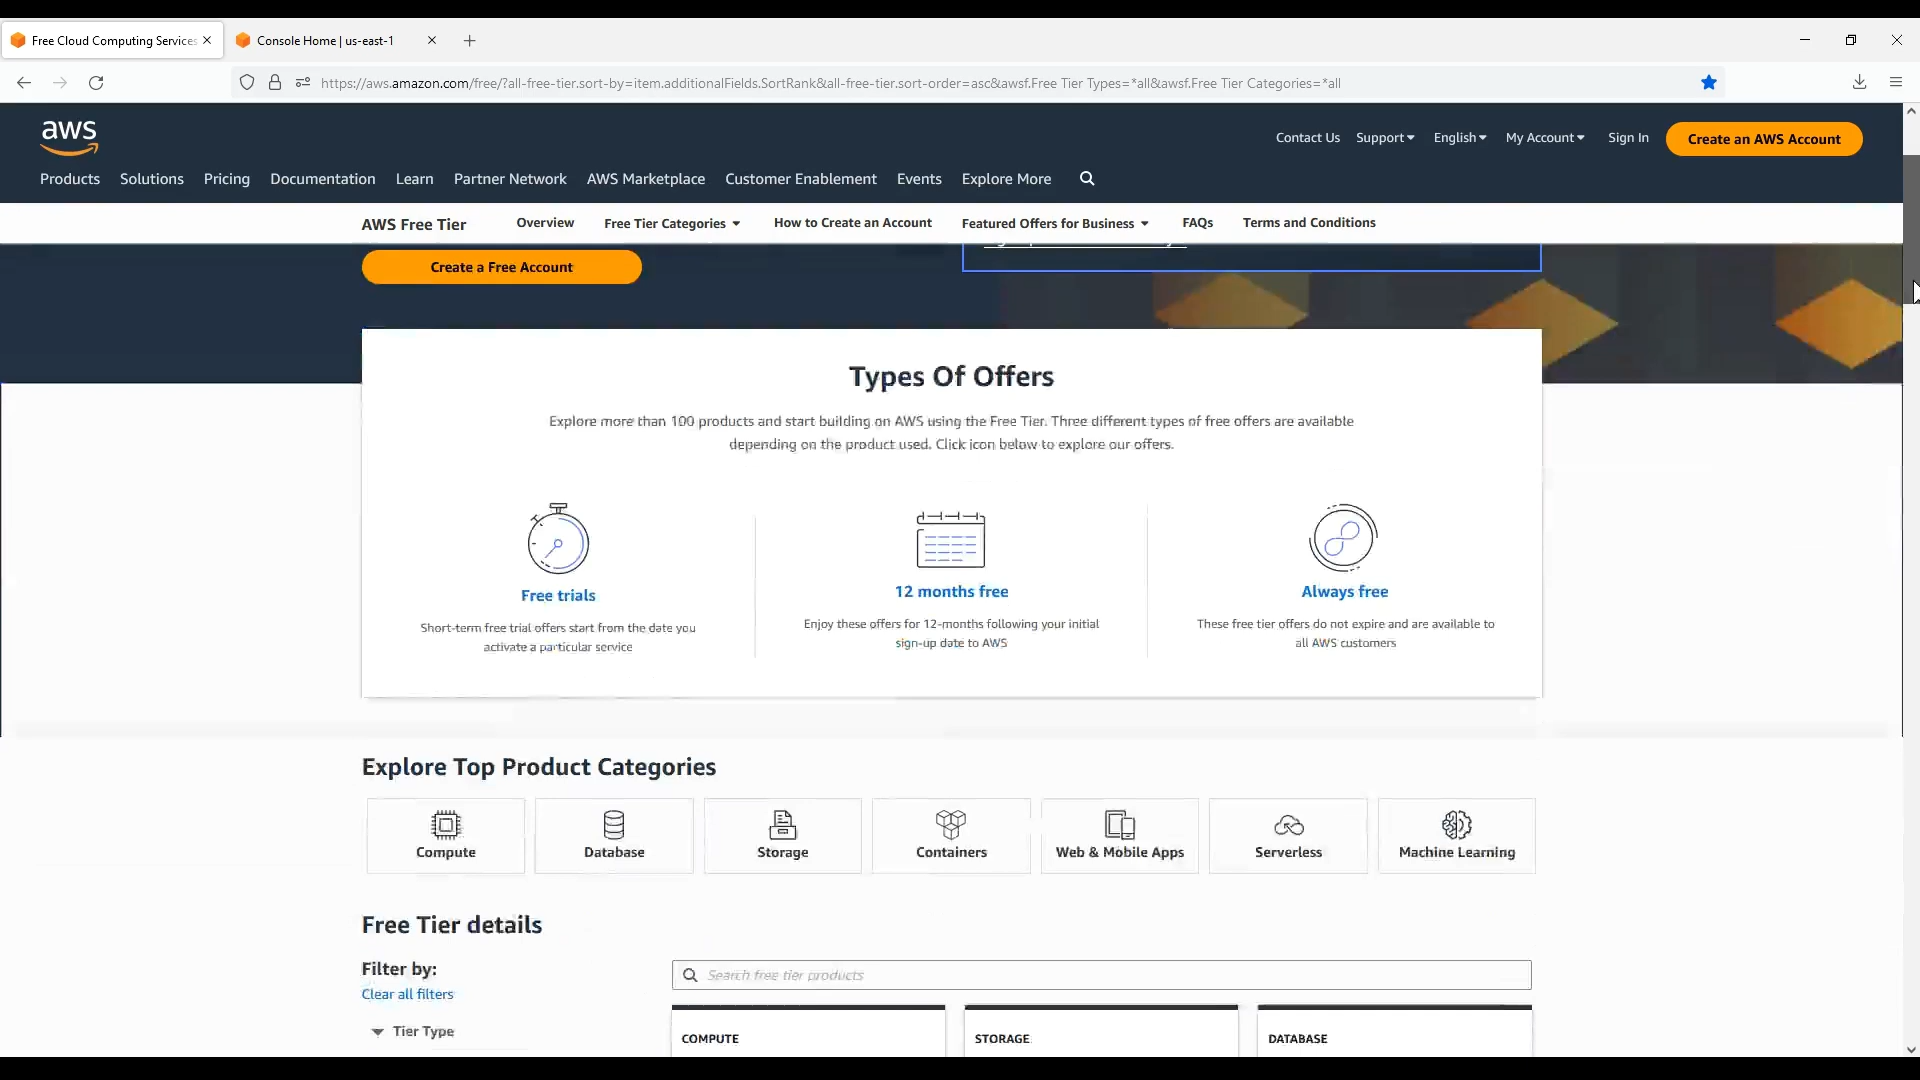 Free Cloud Computing Services
Console Home | us-east-1
https://aws.amazon.com/free/?all-free-tier.sort-by=item.additionalFields.SortRank&all-free-tier.sort-order=asc&awsf.Free Tier Types=*all&awsf.Free Tier Categories=*all
aws
Contact Us Support English My Account Sign In Create an AWS Account
Products Solutions Pricing Documentation Learn Partner Network AWS Marketplace Customer Enablement Events Explore More
AWS Free Tier Overview Free Tier Categories How to Create an Account Featured Offers for Business FAQs Terms and Conditions
Create a Free Account
Types Of Offers
Explore more than 100 products and start building on AWS using the Free Tier. Three different types of free offers are available
depending on the product used. Click icon below to explore our offers.
Free trials
Short-term free trial offers start from the date you
activate a particular service
12 months free
Enjoy these offers for 12-months following your initial
sign-up date to AWS
Always free
These free tier offers do not expire and are available to
all AWS customers
Explore Top Product Categories
Compute Database Storage Containers Web & Mobile Apps Serverless Machine Learning
Free Tier details
Filter by:
Clear all filters
Tier Type
Search free tier products
COMPUTE STORAGE DATABASE